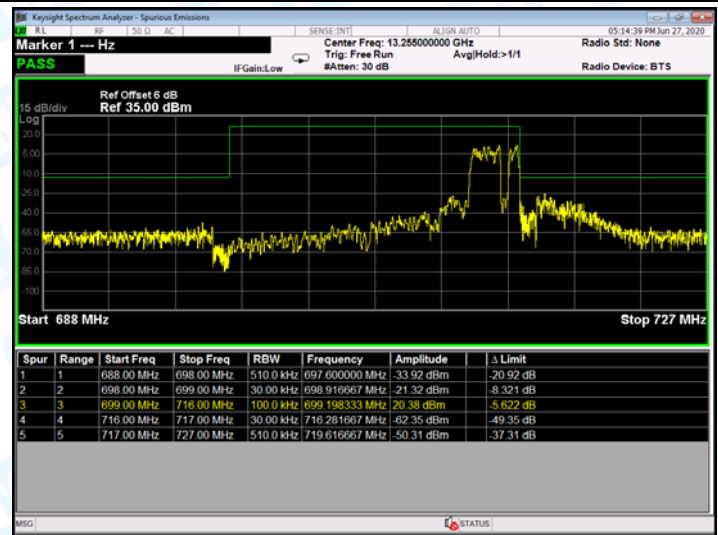 Keysight Spectrum Analyzer - Spurious Emissions
RL RF 50 Ω AC SENSE:INT ALIGN AUTO 05:14:39 PM Jun 27, 2020
Marker 1 --- Hz Center Freq: 13.255000000 GHz Radio Std: None
Trig: Free Run Avg|Hold:>1/1
PASS IFGain:Low #Atten: 30 dB Radio Device: BTS
Ref Offset 6 dB
15 dB/div Ref 35.00 dBm
Log
20.0
5.00
-10.0
-25.0
-40.0
-55.0
-70.0
-85.0
-100
Start 688 MHz Stop 727 MHz
Spur Range Start Freq Stop Freq RBW Frequency Amplitude Δ Limit
1 1 688.00 MHz 698.00 MHz 510.0 kHz 697.600000 MHz -33.92 dBm -20.92 dB
2 2 698.00 MHz 699.00 MHz 30.00 kHz 698.916667 MHz -21.32 dBm -8.321 dB
3 3 699.00 MHz 716.00 MHz 100.0 kHz 699.198333 MHz 20.38 dBm -5.622 dB
4 4 716.00 MHz 717.00 MHz 30.00 kHz 716.281667 MHz -62.35 dBm -49.35 dB
5 5 717.00 MHz 727.00 MHz 510.0 kHz 719.616667 MHz -50.31 dBm -37.31 dB
MSG STATUS